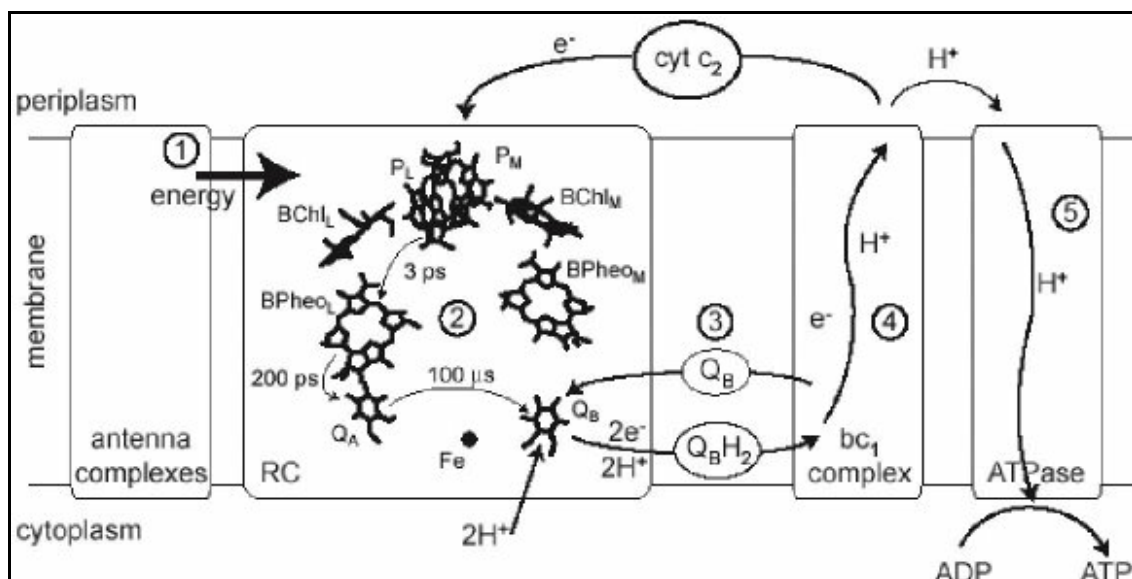 e⁻
cyt c₂
H⁺
periplasm
1
energy
P_L
P_M
BChl_L
BChl_M
3 ps
BPheo_L
BPheo_M
2
200 ps
100 µs
Q_A
Q_B
Fe
2H⁺
RC
membrane
antenna
complexes
3
Q_B
2e⁻
2H⁺
Q_BH₂
H⁺
e⁻
4
bc₁
complex
5
H⁺
ATPase
cytoplasm
ADP
ATP